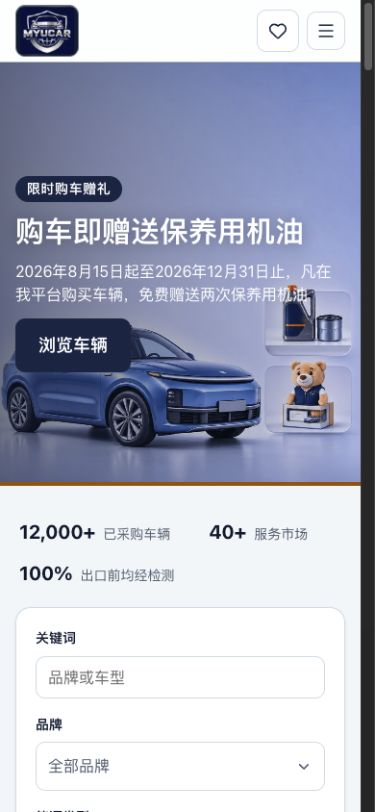 MYUCAR
限时购车赠礼
购车即赠送保养用机油
2026年8月15日起至2026年12月31日止，凡在
我平台购买车辆，免费赠送两次保养用机油
浏览车辆
12,000+ 已采购车辆 40+ 服务市场
100% 出口前均经检测
关键词
品牌或车型
品牌
全部品牌